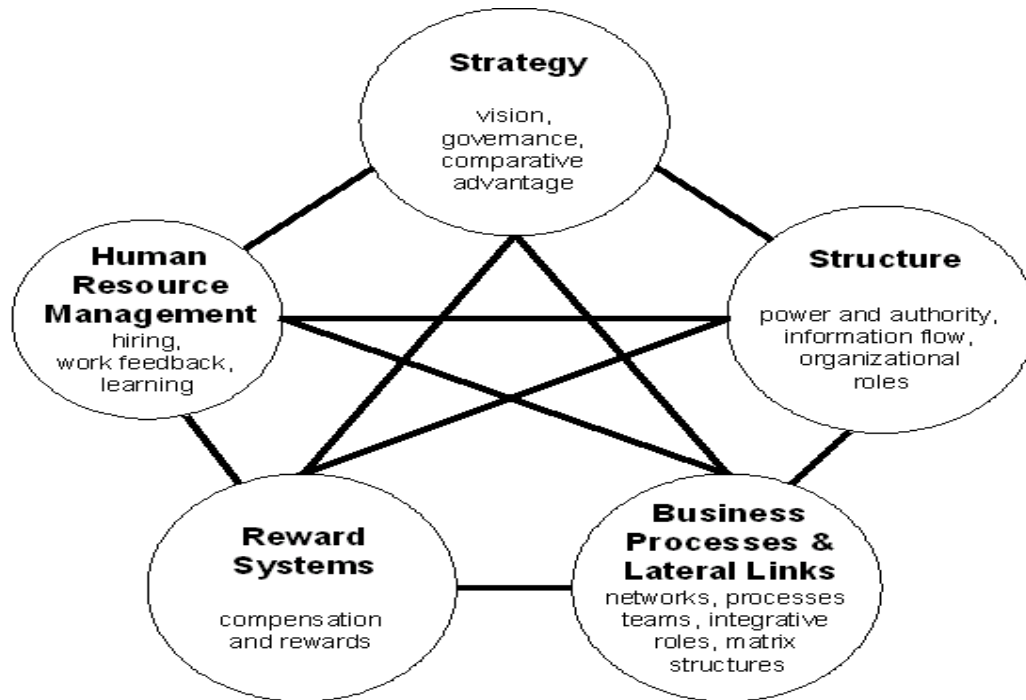 Strategy
vision,
governance,
comparative
advantage
Human
Resource
Management
hiring,
work feedback,
learning
Structure
power and authority,
information flow,
organizational
roles
Reward
Systems
compensation
and rewards
Business
Processes &
Lateral Links
networks, processes
teams, integrative
roles, matrix
structures